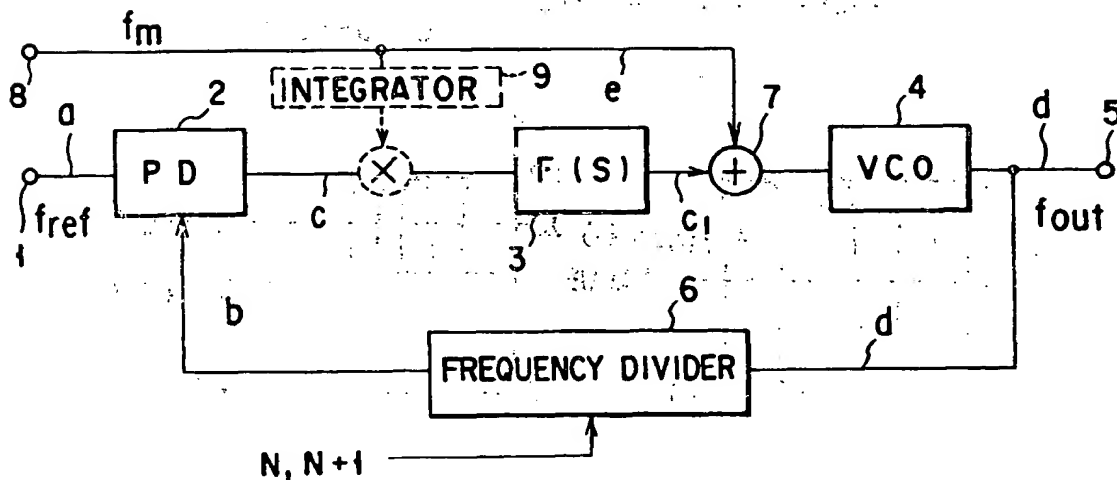 fm
8
INTEGRATOR
9
e
7
4
d
5
a
2
PD
c
×
F(S)
c1
+
VCO
fref
1
3
fout
b
6
FREQUENCY DIVIDER
d
N, N+1